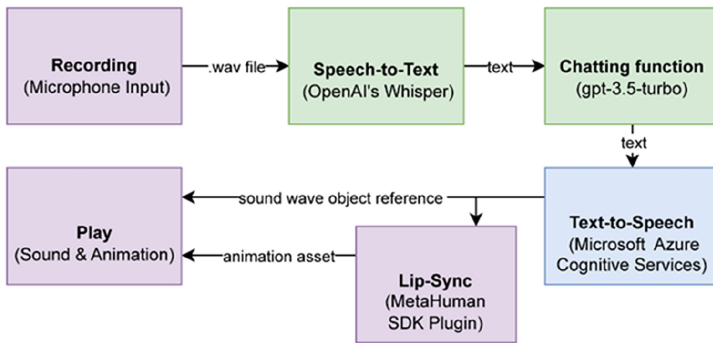 Recording
(Microphone Input)
.wav file
Speech-to-Text
(OpenAI's Whisper)
text
Chatting function
(gpt-3.5-turbo)
text
Text-to-Speech
(Microsoft Azure
Cognitive Services)
sound wave object reference
Play
(Sound & Animation)
animation asset
Lip-Sync
(MetaHuman
SDK Plugin)